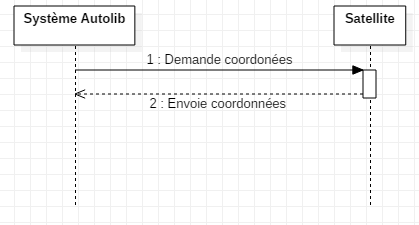 Système Autolib
Satellite
1 : Demande coordonées
2 : Envoie coordonnées